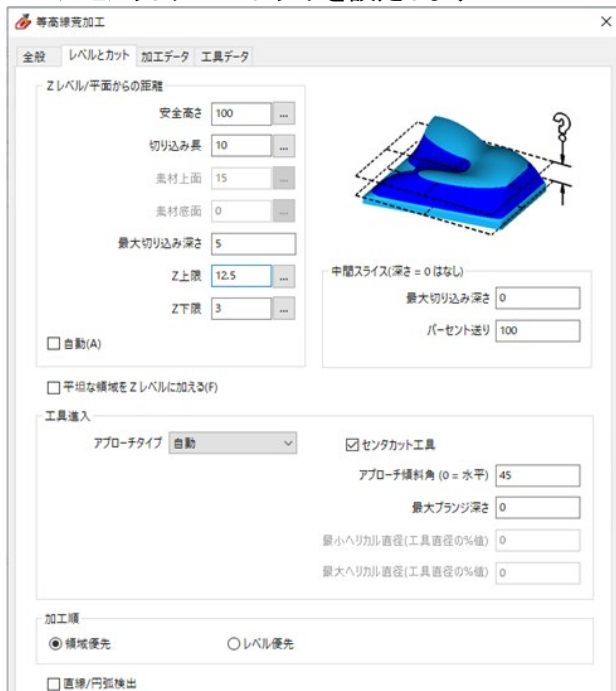 等高線荒加工
全般 レベルとカット 加工データ 工具データ
Zレベル/平面からの距離
安全高さ 100 ...
切り込み長 10 ...
素材上面 15 ...
素材底面 0 ...
最大切り込み深さ 5
Z上限 12.5 ...
Z下限 3 ...
自動(A)
中間スライス(深さ = 0 はなし)
最大切り込み深さ 0
パーセント送り 100
平坦な領域を Z レベルに加える(F)
工具進入
アプローチタイプ 自動
センタカット工具
アプローチ傾斜角 (0 = 水平) 45
最大プランジ深さ 0
最小ヘリカル直径(工具直径の%値) 0
最大ヘリカル直径(工具直径の%値) 0
加工順
領域優先 レベル優先
直線/円弧検出